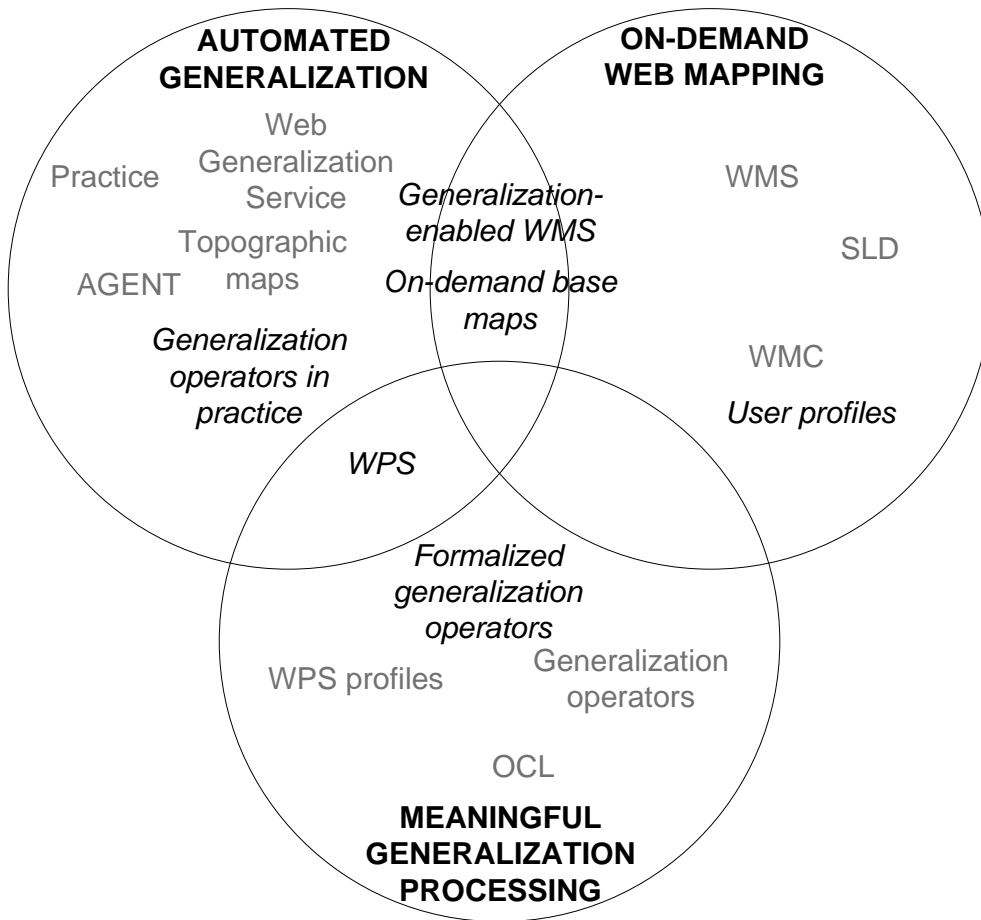 AUTOMATED
GENERALIZATION
ON-DEMAND
WEB MAPPING
Web
Generalization
Service
Practice
Topographic
maps
AGENT
Generalization
operators in
practice
Generalization-
enabled WMS
On-demand base
maps
WMS
SLD
WMC
User profiles
WPS
Formalized
generalization
operators
WPS profiles
Generalization
operators
OCL
MEANINGFUL
GENERALIZATION
PROCESSING